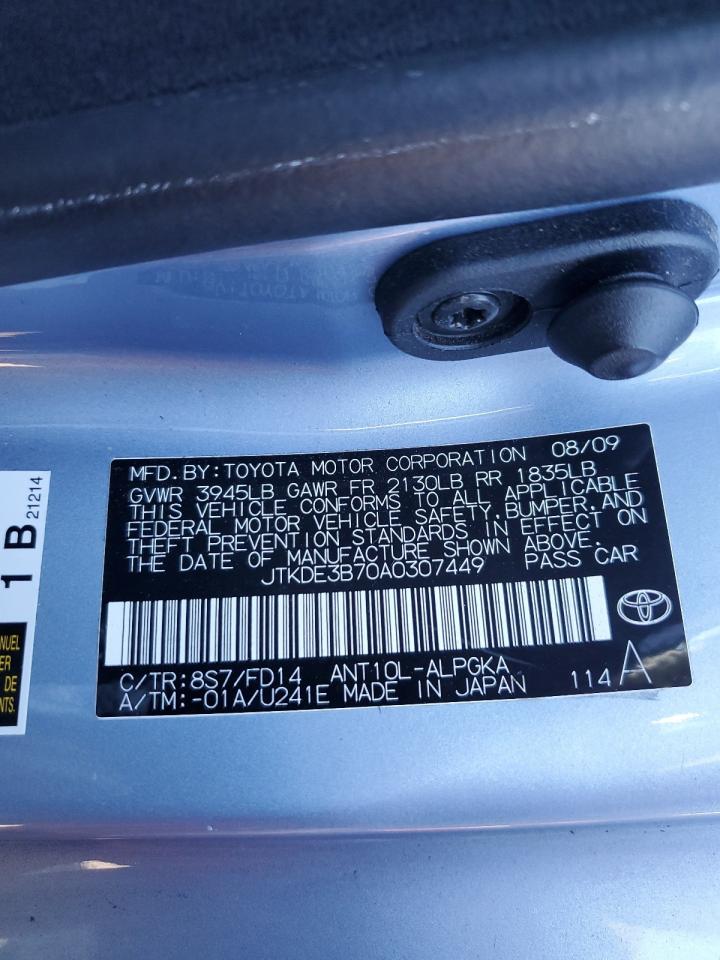 MFD.BY:TOYOTA MOTOR CORPORATION 08/09
GVWR 3945LB GAWR FR 2130LB RR 1835LB
THIS VEHICLE CONFORMS TO ALL APPLICABLE
FEDERAL MOTOR VEHICLE SAFETY,BUMPER,AND
THEFT PREVENTION STANDARDS IN EFFECT ON
THE DATE OF MANUFACTURE SHOWN ABOVE.
JTKDE3B70A0307449 PASS CAR
C/TR:8S7/FD14 ANT10L-ALPGKA
A/TM:-01A/U241E MADE IN JAPAN 114 A
1 B
21214
DE